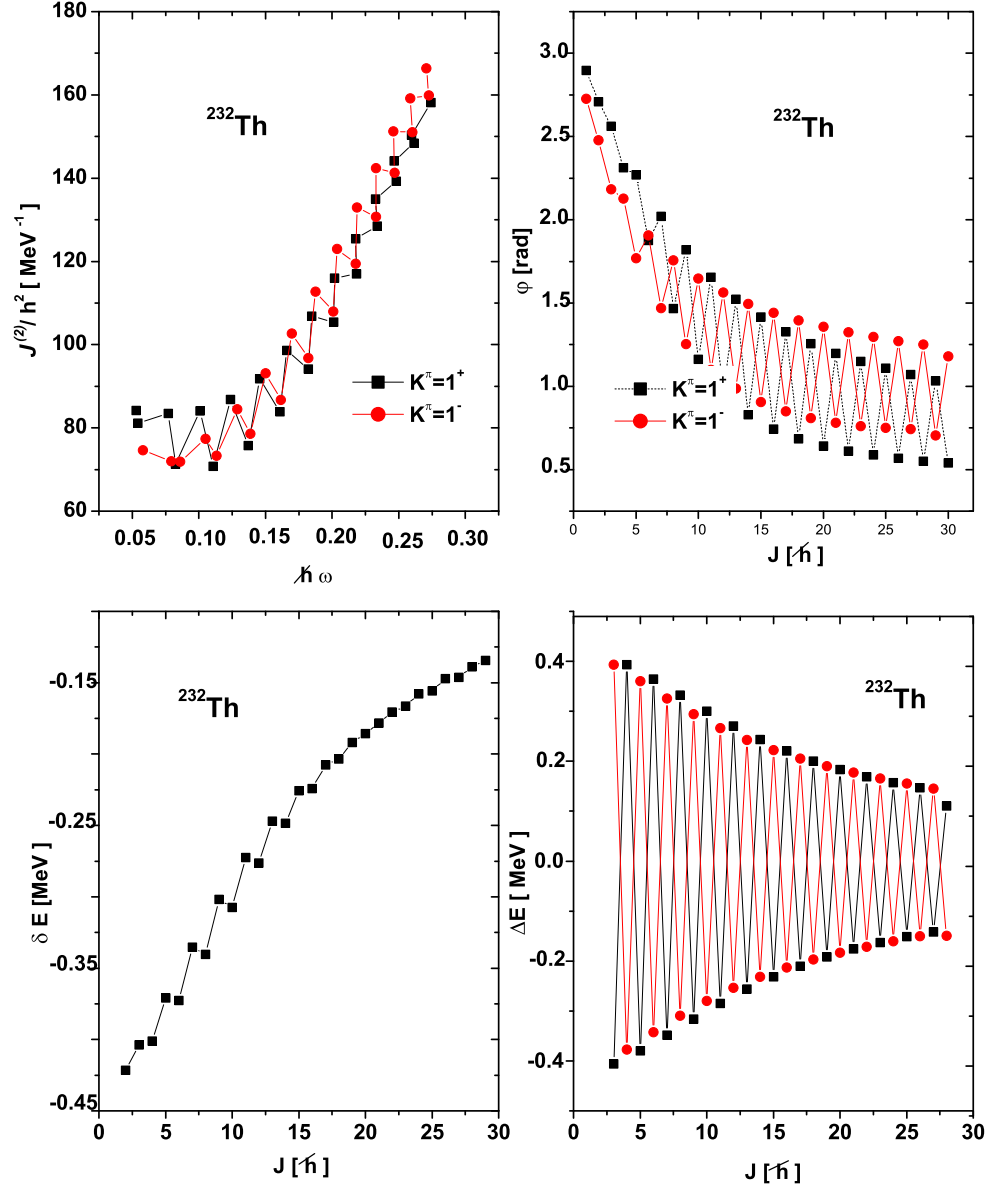 180
160
140
120
100
80
60
J⁽²⁾/ h² [ MeV ⁻¹ ]
²³²Th
K^π=1⁺
K^π=1⁻
0.05 0.10 0.15 0.20 0.25 0.30
ħ ω
3.0
2.5
2.0
1.5
1.0
0.5
φ [rad]
²³²Th
K^π=1⁺
K^π=1⁻
0 5 10 15 20 25 30
J [ ħ ]
-0.15
-0.25
-0.35
-0.45
δ E [MeV]
²³²Th
0 5 10 15 20 25 30
J [ ħ ]
0.4
0.2
0.0
-0.2
-0.4
ΔE [ MeV ]
²³²Th
0 5 10 15 20 25 30
J [ ħ ]